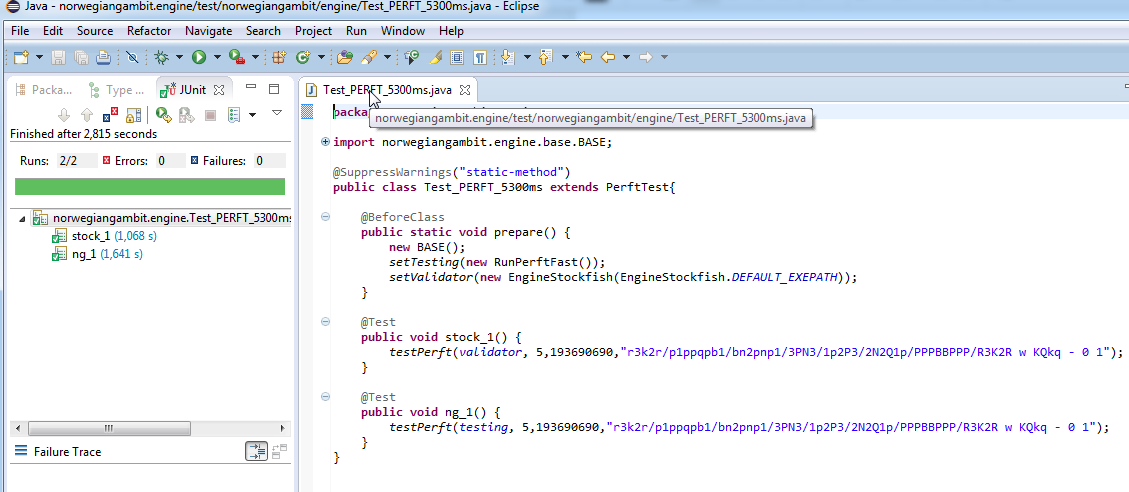 Java - norwegiangambit.engine/test/norwegiangambit/engine/Test_PERFT_5300ms.java - Eclipse
File Edit Source Refactor Navigate Search Project Run Window Help
Packa... Type ... JUnit
Finished after 2,815 seconds
Runs: 2/2 Errors: 0 Failures: 0
norwegiangambit.engine.Test_PERFT_5300ms
stock_1 (1,068 s)
ng_1 (1,641 s)
Failure Trace
Test_PERFT_5300ms.java
packa
norwegiangambit.engine/test/norwegiangambit/engine/Test_PERFT_5300ms.java
import norwegiangambit.engine.base.BASE;
@SuppressWarnings("static-method")
public class Test_PERFT_5300ms extends PerftTest{
@BeforeClass
public static void prepare() {
new BASE();
setTesting(new RunPerftFast());
setValidator(new EngineStockfish(EngineStockfish.DEFAULT_EXEPATH));
}
@Test
public void stock_1() {
testPerft(validator, 5,193690690,"r3k2r/p1ppqpb1/bn2pnp1/3PN3/1p2P3/2N2Q1p/PPPBBPPP/R3K2R w KQkq - 0 1");
}
@Test
public void ng_1() {
testPerft(testing, 5,193690690,"r3k2r/p1ppqpb1/bn2pnp1/3PN3/1p2P3/2N2Q1p/PPPBBPPP/R3K2R w KQkq - 0 1");
}
}